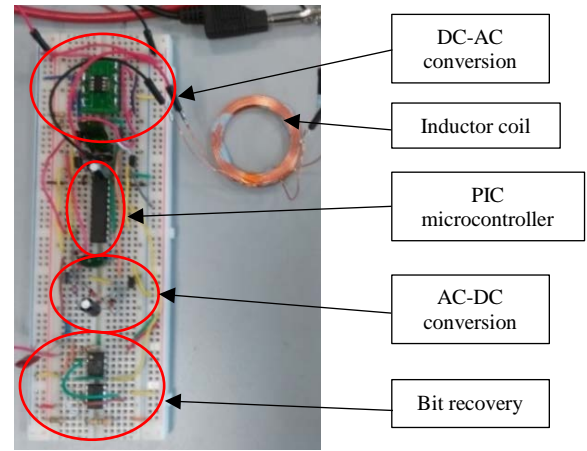 DC-AC
conversion
Inductor coil
PIC
microcontroller
AC-DC
conversion
Bit recovery